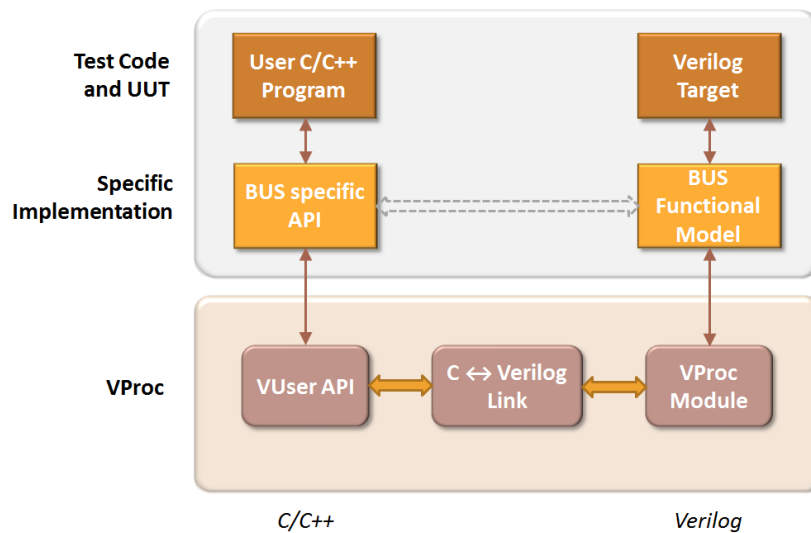 Test Code
and UUT
User C/C++
Program
Verilog
Target
Specific
Implementation
BUS specific
API
BUS
Functional
Model
VProc
VUser API
C ↔ Verilog
Link
VProc
Module
C/C++
Verilog